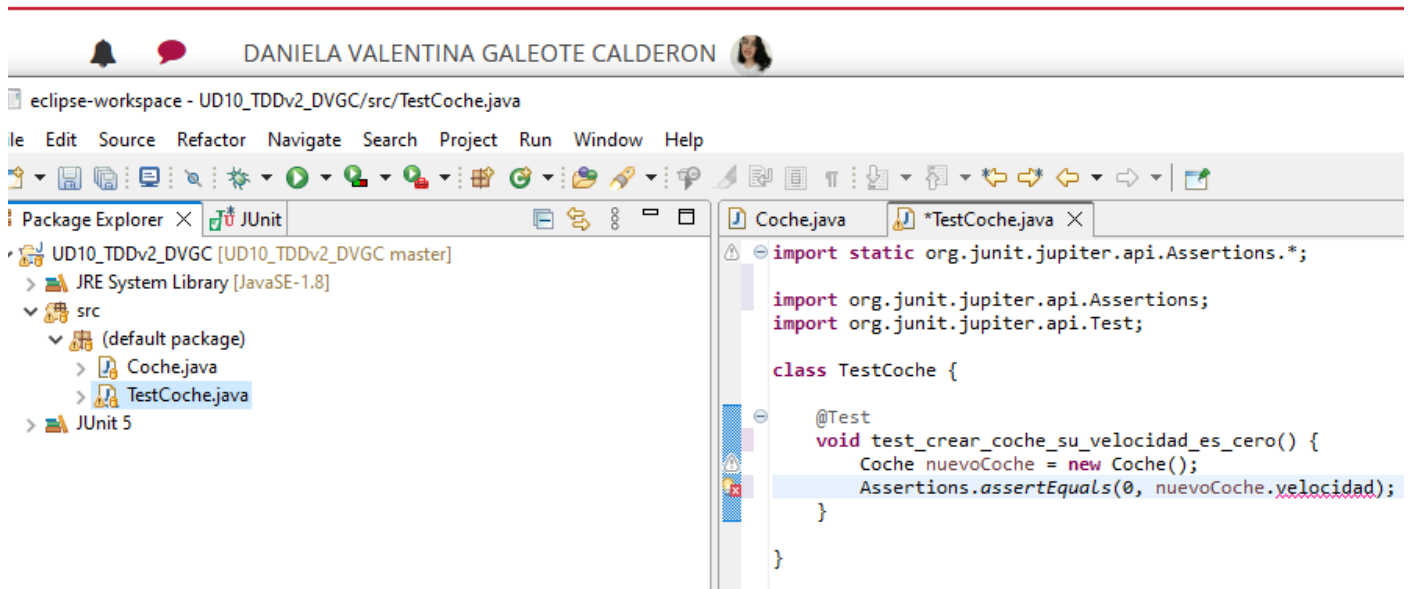 DANIELA VALENTINA GALEOTE CALDERON
eclipse-workspace - UD10_TDDv2_DVGC/src/TestCoche.java
ile Edit Source Refactor Navigate Search Project Run Window Help
Package Explorer JUnit
Coche.java *TestCoche.java
UD10_TDDv2_DVGC [UD10_TDDv2_DVGC master]
JRE System Library [JavaSE-1.8]
src
(default package)
Coche.java
TestCoche.java
JUnit 5
import static org.junit.jupiter.api.Assertions.*;
import org.junit.jupiter.api.Assertions;
import org.junit.jupiter.api.Test;
class TestCoche {
@Test
void test_crear_coche_su_velocidad_es_cero() {
Coche nuevoCoche = new Coche();
Assertions.assertEquals(0, nuevoCoche.velocidad);
}
}